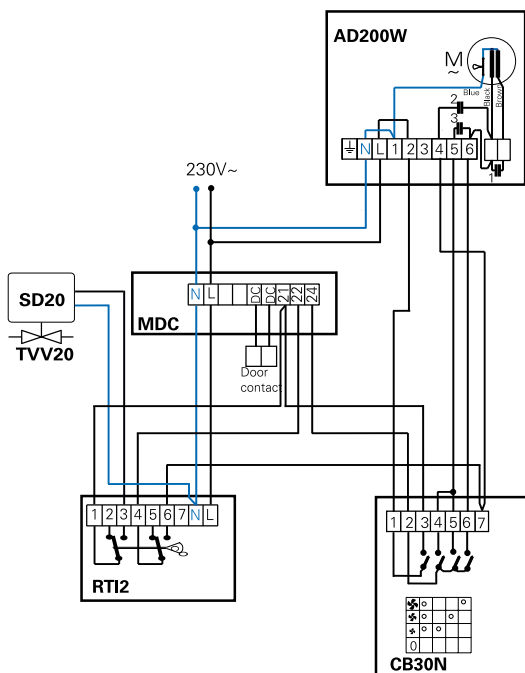 AD200W
M
~
Blue
Black
Brown
2
3
1
N L 1 2 3 4 5 6
230V~
SD20
TVV20
N L DC DC 21 22 24
MDC
Door
contact
1 2 3 4 5 6 7 N L
RTI2
1 2 3 4 5 6 7
0
CB30N